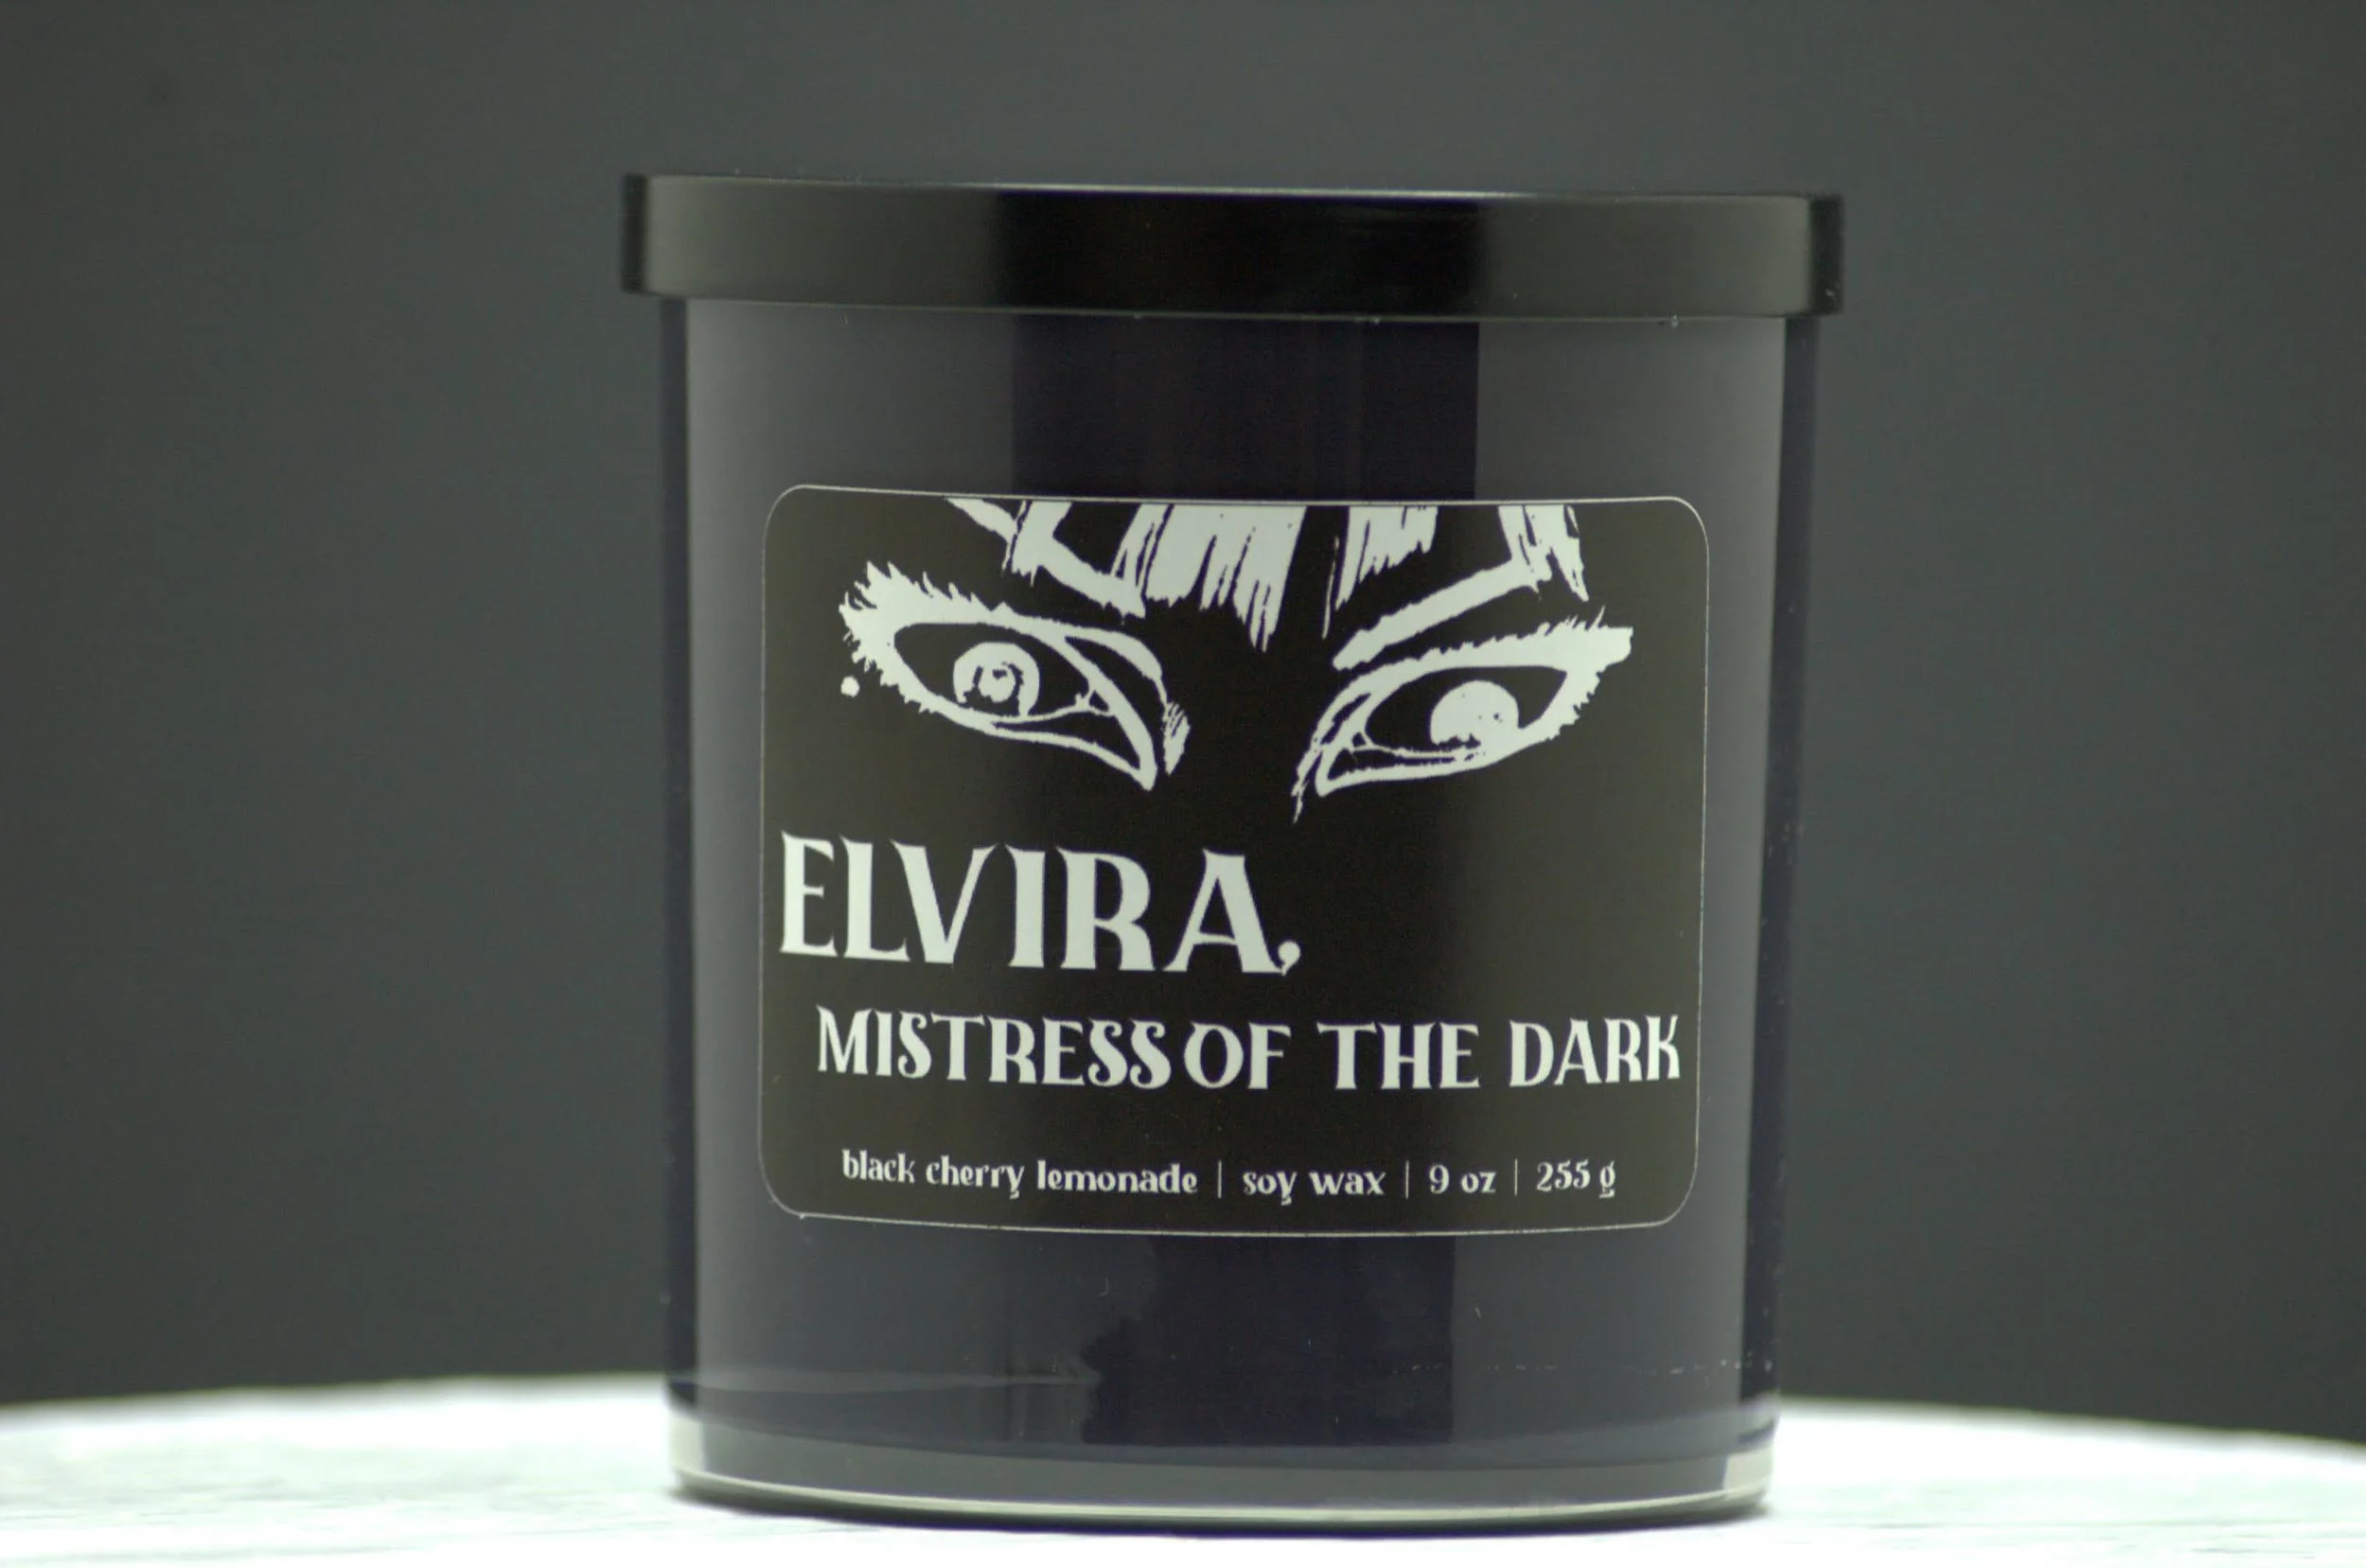 ELVIRA,
MISTRESS OF THE DARK
black cherry lemonade | soy wax | 9 oz | 255 g